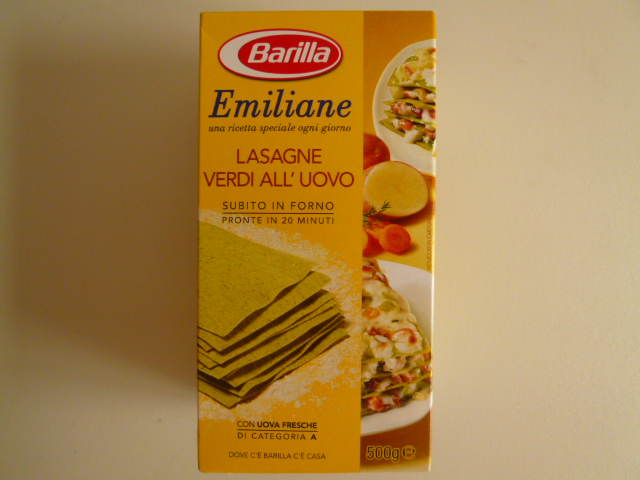 Barilla
Emiliane
una ricetta speciale ogni giorno
LASAGNE
VERDI ALL'UOVO
SUBITO IN FORNO
PRONTE IN 20 MINUTI
CON UOVA FRESCHE
DI CATEGORIA A
DOVE C'È BARILLA C'È CASA
500g e